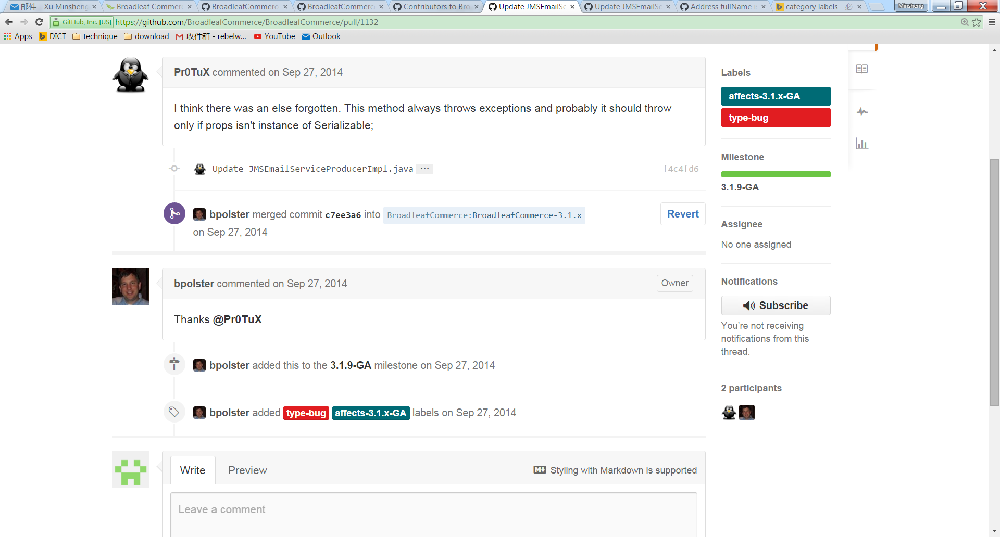 邮件 - Xu Minsheng
Broadleaf Commerc
BroadleafCommerce
BroadleafCommerce
Contributors to Bro
Update JMSEmailSe
Update JMSEmailSe
Address fullName is
category labels - 必
Minsheng
GitHub, Inc. [US] https://github.com/BroadleafCommerce/BroadleafCommerce/pull/1132
Apps DICT technique download 收件箱 - rebelw... YouTube Outlook
Pr0TuX commented on Sep 27, 2014
I think there was an else forgotten. This method always throws exceptions and probably it should throw
only if props isn't instance of Serializable;
Update JMSEmailServiceProducerImpl.java ... f4c4fd6
bpolster merged commit c7ee3a6 into BroadleafCommerce:BroadleafCommerce-3.1.x
on Sep 27, 2014
Revert
bpolster commented on Sep 27, 2014
Owner
Thanks @Pr0TuX
bpolster added this to the 3.1.9-GA milestone on Sep 27, 2014
bpolster added type-bug affects-3.1.x-GA labels on Sep 27, 2014
Write Preview
Styling with Markdown is supported
Leave a comment
Labels
affects-3.1.x-GA
type-bug
Milestone
3.1.9-GA
Assignee
No one assigned
Notifications
Subscribe
You’re not receiving
notifications from this
thread.
2 participants